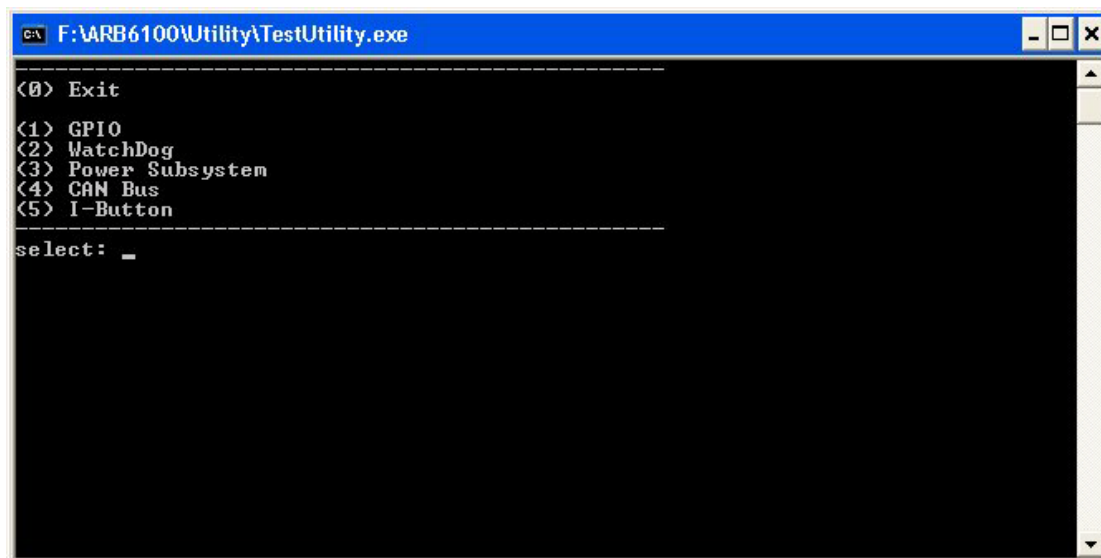 F:\ARB6100\Utility\TestUtility.exe
--------------------------------------------------
(0) Exit
(1) GPIO
(2) WatchDog
(3) Power Subsystem
(4) CAN Bus
(5) I-Button
--------------------------------------------------
select: _